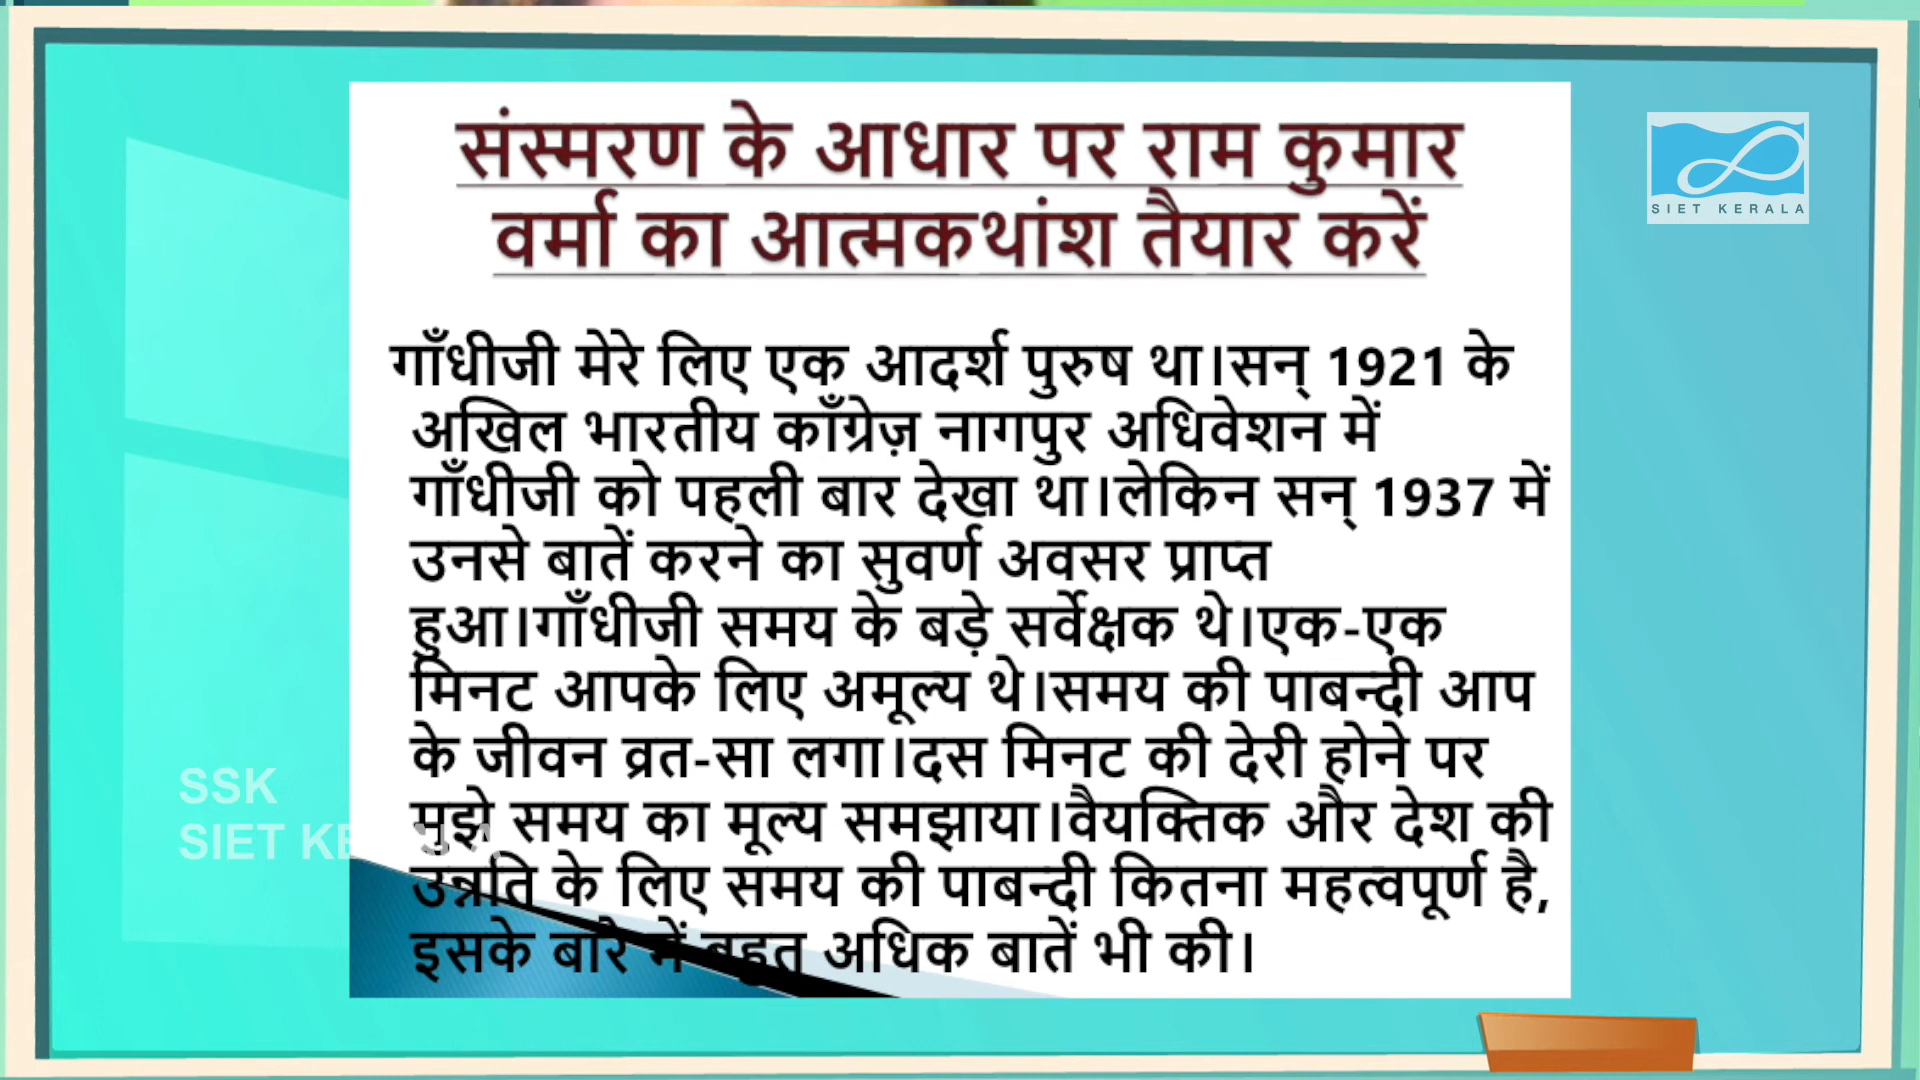 संस्मरण के आधार पर राम कुमार
वर्मा का आत्मकथांश तैयार करें
SIET KERALA
गाँधीजी मेरे लिए एक आदर्श पुरुष था।सन् 1921 के
अखिल भारतीय काँग्रेज़ नागपुर अधिवेशन में
गाँधीजी को पहली बार देखा था।लेकिन सन् 1937 में
उनसे बातें करने का सुवर्ण अवसर प्राप्त
हुआ।गाँधीजी समय के बड़े सर्वेक्षक थे।एक-एक
मिनट आपके लिए अमूल्य थे।समय की पाबन्दी आप
के जीवन व्रत-सा लगा।दस मिनट की देरी होने पर
मुझे समय का मूल्य समझाया।वैयक्तिक और देश की
उन्नति के लिए समय की पाबन्दी कितना महत्वपूर्ण है,
इसके बारे में बहुत अधिक बातें भी की।
SSK
SIET KERALA